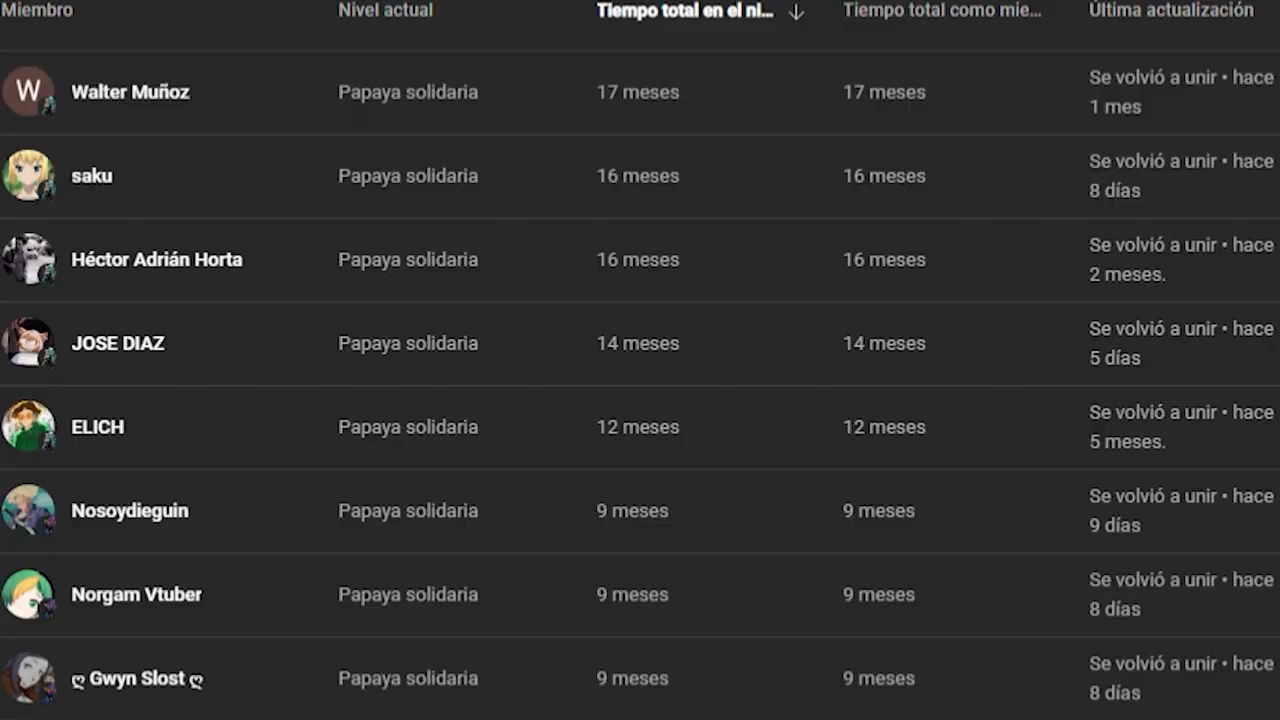 Miembro Nivel actual Tiempo total en el ni... ↓ Tiempo total como mie... Última actualización
W Walter Muñoz Papaya solidaria 17 meses 17 meses Se volvió a unir • hace
1 mes
saku Papaya solidaria 16 meses 16 meses Se volvió a unir • hace
8 días
Héctor Adrián Horta Papaya solidaria 16 meses 16 meses Se volvió a unir • hace
2 meses.
JOSE DIAZ Papaya solidaria 14 meses 14 meses Se volvió a unir • hace
5 días
ELICH Papaya solidaria 12 meses 12 meses Se volvió a unir • hace
5 meses.
Nosoydieguin Papaya solidaria 9 meses 9 meses Se volvió a unir • hace
9 días
Norgam Vtuber Papaya solidaria 9 meses 9 meses Se volvió a unir • hace
8 días
ღ Gwyn Slost ღ Papaya solidaria 9 meses 9 meses Se volvió a unir • hace
8 días